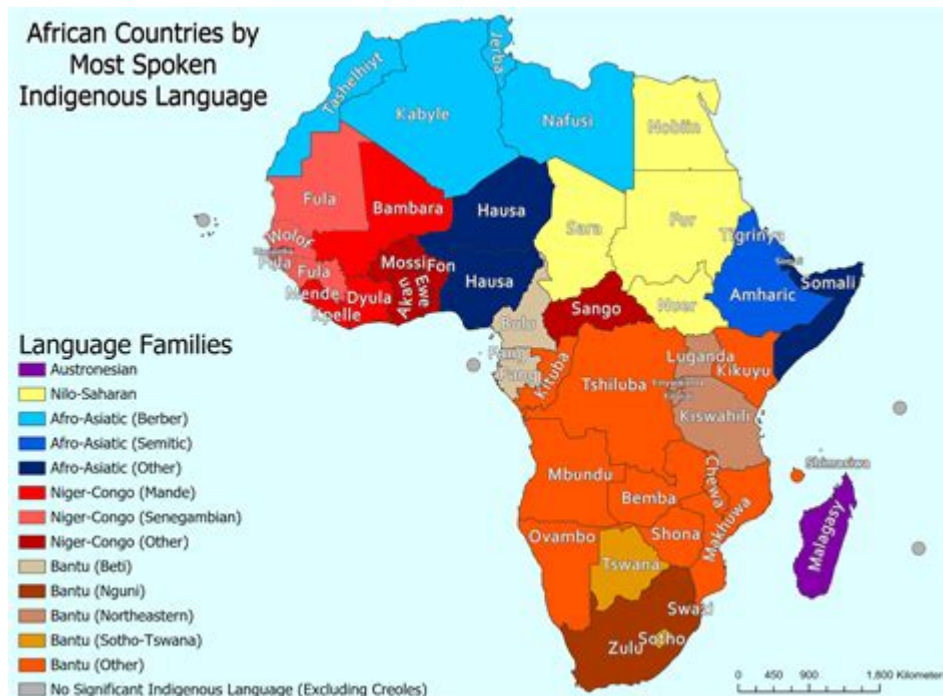 African Countries by
Most Spoken
Indigenous Language
Tashelhiyt
Kabyle
Jerba
Nafusi
Nobiin
Fula
Bambara
Hausa
Sara
Fur
Tigrinya
Wolof
Fula
Fula
Mossi
Fon
Hausa
Somali
Amharic
Mende
Dyula
Akan
Ewe
Kpelle
Sango
Nuer
Bulu
Fang
Fang
Kituba
Tshiluba
Luganda
Kikuyu
Kiswahili
Shimasiwa
Mbundu
Bemba
Chewa
Makhuwa
Malagasy
Ovambo
Shona
Tswana
Swazi
Zulu
Sotho
Language Families
Austronesian
Nilo-Saharan
Afro-Asiatic (Berber)
Afro-Asiatic (Semitic)
Afro-Asiatic (Other)
Niger-Congo (Mande)
Niger-Congo (Senegambian)
Niger-Congo (Other)
Bantu (Beti)
Bantu (Nguni)
Bantu (Northeastern)
Bantu (Sotho-Tswana)
Bantu (Other)
No Significant Indigenous Language (Excluding Creoles)
0 450 900 1,800 Kilometer